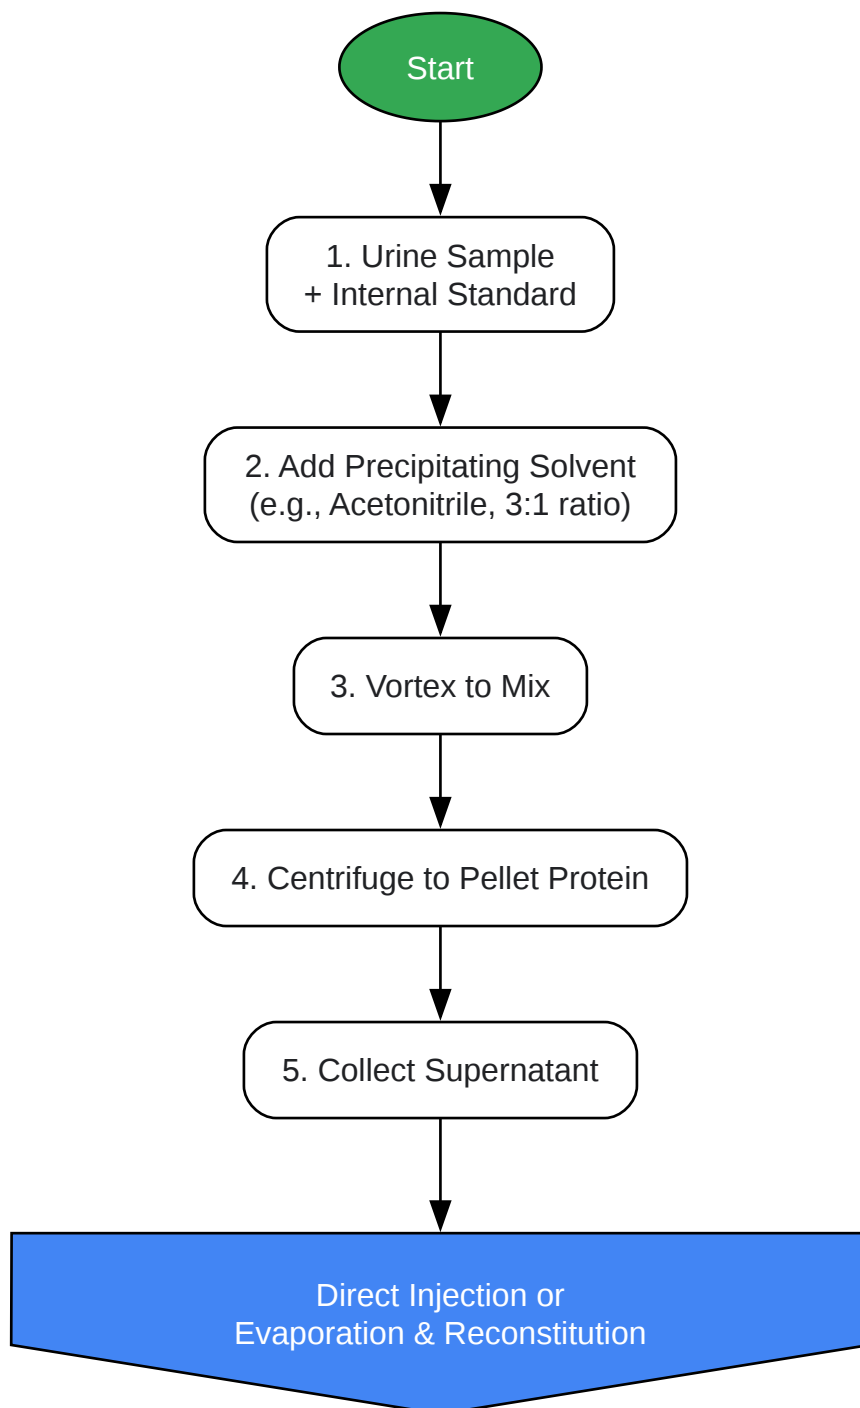 Start
1. Urine Sample
+ Internal Standard
2. Add Precipitating Solvent
(e.g., Acetonitrile, 3:1 ratio)
3. Vortex to Mix
4. Centrifuge to Pellet Protein
5. Collect Supernatant
Direct Injection or
Evaporation & Reconstitution